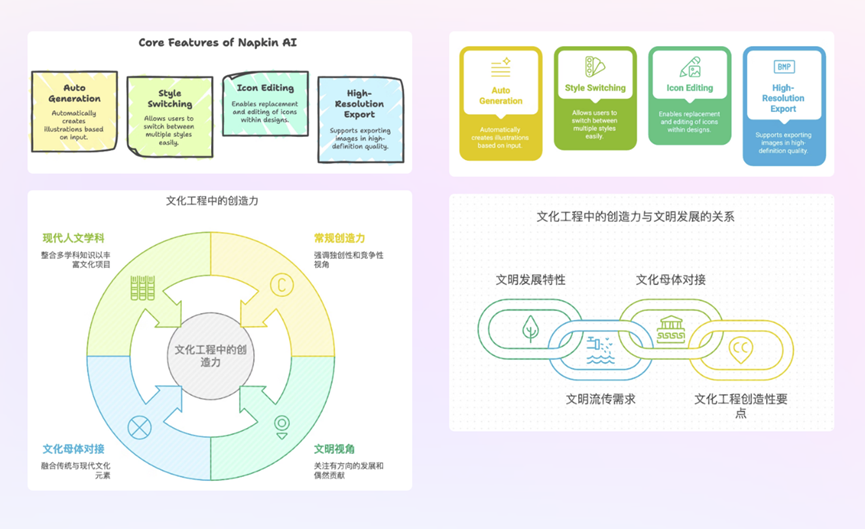 Core Features of Napkin AI
Auto
Generation
Automatically
creates
illustrations based
on input.
Style
Switching
Allows users to
switch between
multiple styles
easily.
Icon Editing
Enables replacement
and editing of icons
within designs.
High-
Resolution
Export
Supports exporting
images in high-
definition quality.
Auto
Generation
Automatically
creates illustrations
based on input.
Style Switching
Allows users to
switch between
multiple styles
easily.
Icon Editing
Enables replacement
and editing of icons
within designs.
BMP
High-
Resolution
Export
Supports exporting
images in high-
definition quality.
文化工程中的创造力
现代人文学科
整合多学科知识以丰
富文化项目
常规创造力
强调独创性和竞争性
视角
C
文化工程中的创
造力
文化母体对接
融合传统与现代文化
元素
文明视角
关注有方向的发展和
偶然贡献
文化工程中的创造力与文明发展的关系
文明发展特性
文化母体对接
CC
文明流传需求
文化工程创造性要
点